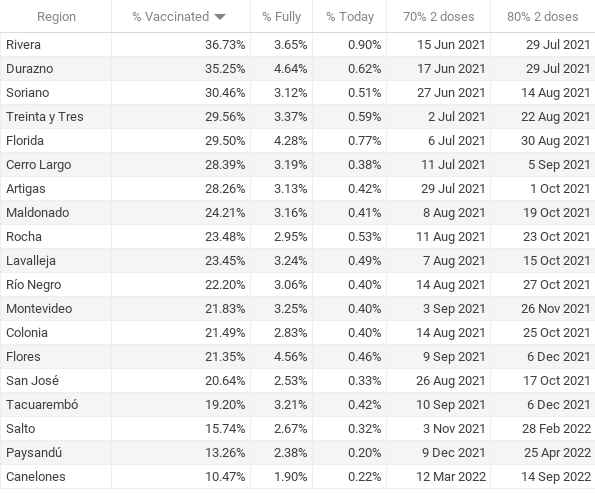 Region % Vaccinated % Fully % Today 70% 2 doses 80% 2 doses
Rivera 36.73% 3.65% 0.90% 15 Jun 2021 29 Jul 2021
Durazno 35.25% 4.64% 0.62% 17 Jun 2021 29 Jul 2021
Soriano 30.46% 3.12% 0.51% 27 Jun 2021 14 Aug 2021
Treinta y Tres 29.56% 3.37% 0.59% 2 Jul 2021 22 Aug 2021
Florida 29.50% 4.28% 0.77% 6 Jul 2021 30 Aug 2021
Cerro Largo 28.39% 3.19% 0.38% 11 Jul 2021 5 Sep 2021
Artigas 28.26% 3.13% 0.42% 29 Jul 2021 1 Oct 2021
Maldonado 24.21% 3.16% 0.41% 8 Aug 2021 19 Oct 2021
Rocha 23.48% 2.95% 0.53% 11 Aug 2021 23 Oct 2021
Lavalleja 23.45% 3.24% 0.49% 7 Aug 2021 15 Oct 2021
Río Negro 22.20% 3.06% 0.40% 14 Aug 2021 27 Oct 2021
Montevideo 21.83% 3.25% 0.40% 3 Sep 2021 26 Nov 2021
Colonia 21.49% 2.83% 0.40% 14 Aug 2021 25 Oct 2021
Flores 21.35% 4.56% 0.46% 9 Sep 2021 6 Dec 2021
San José 20.64% 2.53% 0.33% 26 Aug 2021 17 Oct 2021
Tacuarembó 19.20% 3.21% 0.42% 10 Sep 2021 6 Dec 2021
Salto 15.74% 2.67% 0.32% 3 Nov 2021 28 Feb 2022
Paysandú 13.26% 2.38% 0.20% 9 Dec 2021 25 Apr 2022
Canelones 10.47% 1.90% 0.22% 12 Mar 2022 14 Sep 2022